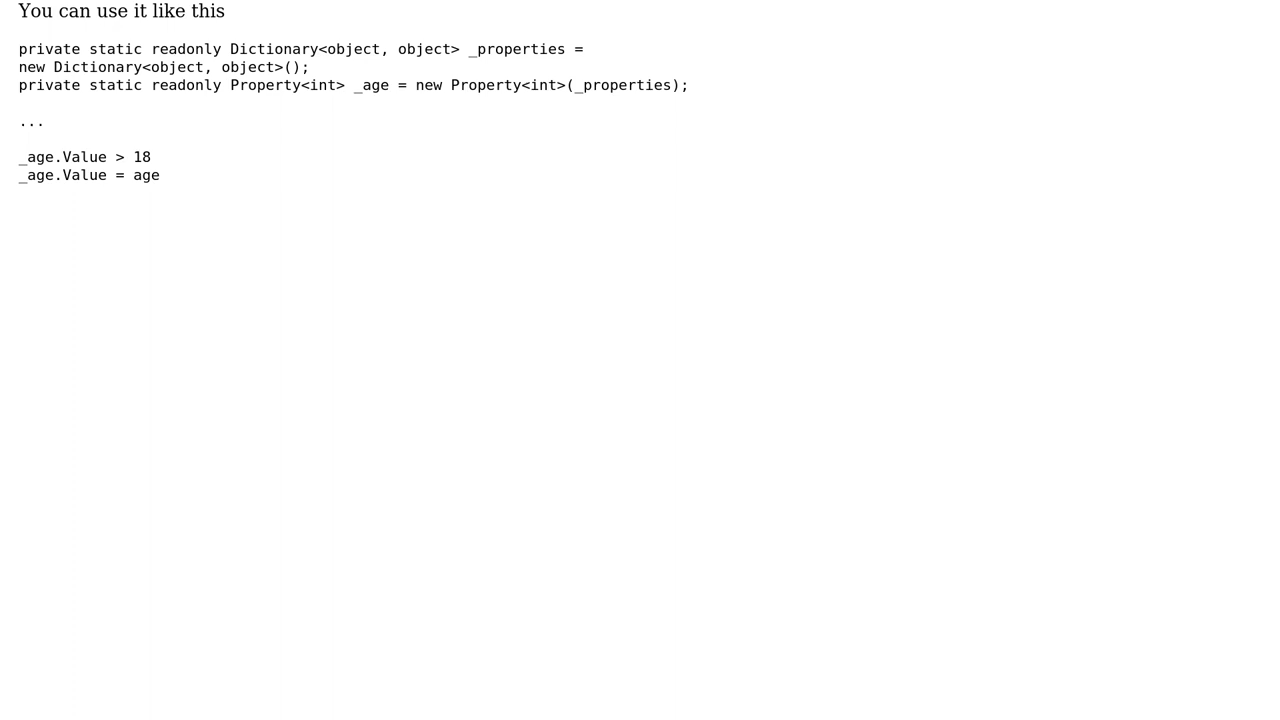 You can use it like this
private static readonly Dictionary<object, object> _properties =
new Dictionary<object, object>();
private static readonly Property<int> _age = new Property<int>(_properties);
...
_age.Value > 18
_age.Value = age